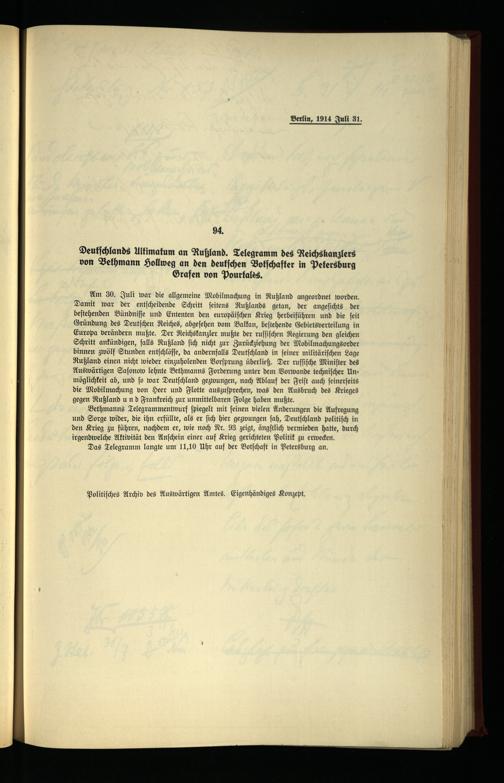 Berlin, 1914 Juli 31.
94.
Deutschlands Ultimatum an Rußland. Telegramm des Reichskanzlers
von Bethmann Hollweg an den deutschen Botschafter in Petersburg
Grafen von Pourtalès.
Am 30. Juli war die allgemeine Mobilmachung in Rußland angeordnet worden.
Damit war der entscheidende Schritt seitens Rußlands getan, der angesichts der
bestehenden Bündnisse und Ententen den europäischen Krieg herbeiführen und die seit
Gründung des Deutschen Reiches, abgesehen vom Balkan, bestehende Gebietsverteilung in
Europa verändern mußte. Der Reichskanzler mußte der russischen Regierung den gleichen
Schritt ankündigen, falls Rußland sich nicht zur Zurückziehung der Mobilmachungsorder
binnen zwölf Stunden entschlösse, da andernfalls Deutschland in seiner militärischen Lage
Rußland einen nicht wieder einzuholenden Vorsprung überließ. Der russische Minister des
Auswärtigen Sasonow lehnte Bethmanns Forderung unter dem Vorwande technischer Un-
möglichkeit ab, und so war Deutschland gezwungen, nach Ablauf der Frist auch seinerseits
die Mobilmachung von Heer und Flotte auszusprechen, was den Ausbruch des Krieges
gegen Rußland u n d Frankreich zur unmittelbaren Folge haben mußte.
Bethmanns Telegrammentwurf spiegelt mit seinen vielen Änderungen die Aufregung
und Sorge wider, die ihn erfüllte, als er sich hier gezwungen sah, Deutschland politisch in
den Krieg zu führen, nachdem er, wie noch Nr. 93 zeigt, ängstlich vermieden hatte, durch
irgendwelche Aktivität den Anschein einer auf Krieg gerichteten Politik zu erwecken.
Das Telegramm langte um 11,10 Uhr auf der Botschaft in Petersburg an.
Politisches Archiv des Auswärtigen Amtes. Eigenhändiges Konzept.